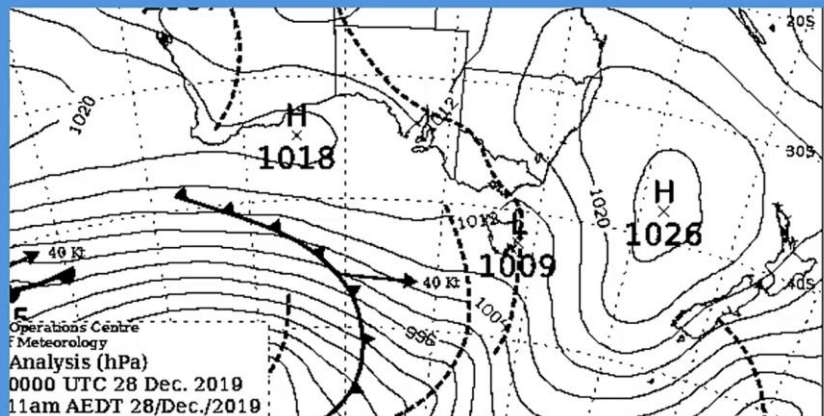 20S
1020
H
1018
1012
30S
H
1026
1020
1012
L
1009
40S
40 Kt
40 Kt
1004
996
Operations Centre
f Meteorology
Analysis (hPa)
0000 UTC 28 Dec. 2019
11am AEDT 28/Dec./2019